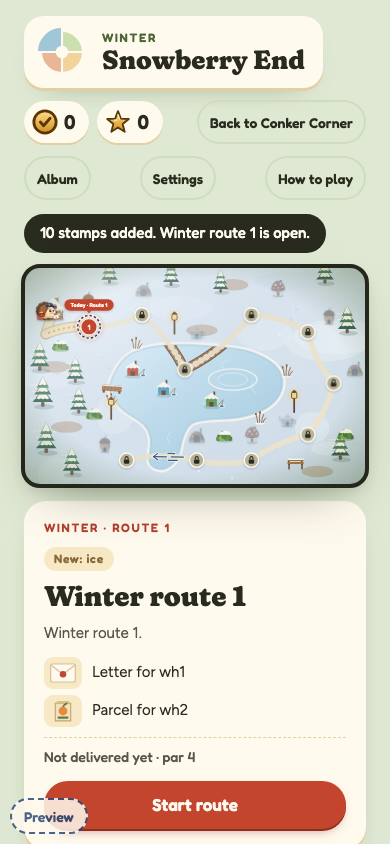 WINTER
Snowberry End
0
0
Back to Conker Corner
Album
Settings
How to play
10 stamps added. Winter route 1 is open.
Today · Route 1
1
WINTER · ROUTE 1
New: ice
Winter route 1
Winter route 1.
Letter for wh1
Parcel for wh2
Not delivered yet · par 4
Start route
Preview